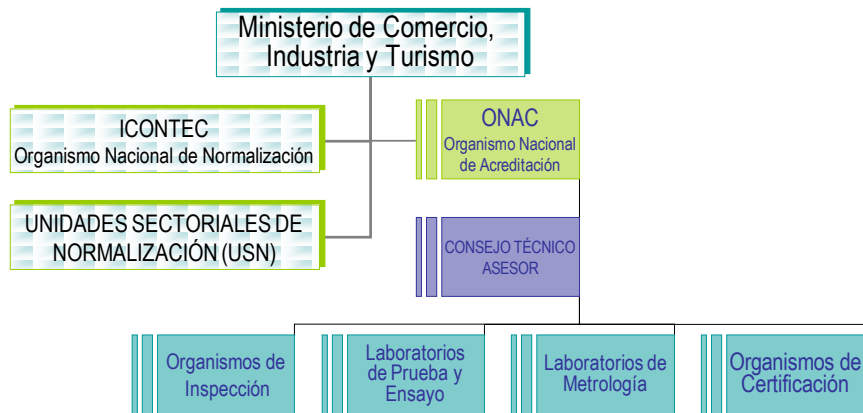 Ministerio de Comercio,
Industria y Turismo
ICONTEC
Organismo Nacional de Normalización
ONAC
Organismo Nacional
de Acreditación
UNIDADES SECTORIALES DE
NORMALIZACIÓN (USN)
CONSEJO TÉCNICO
ASESOR
Organismos de
Inspección
Laboratorios
de Prueba y
Ensayo
Laboratorios de
Metrología
Organismos de
Certificación